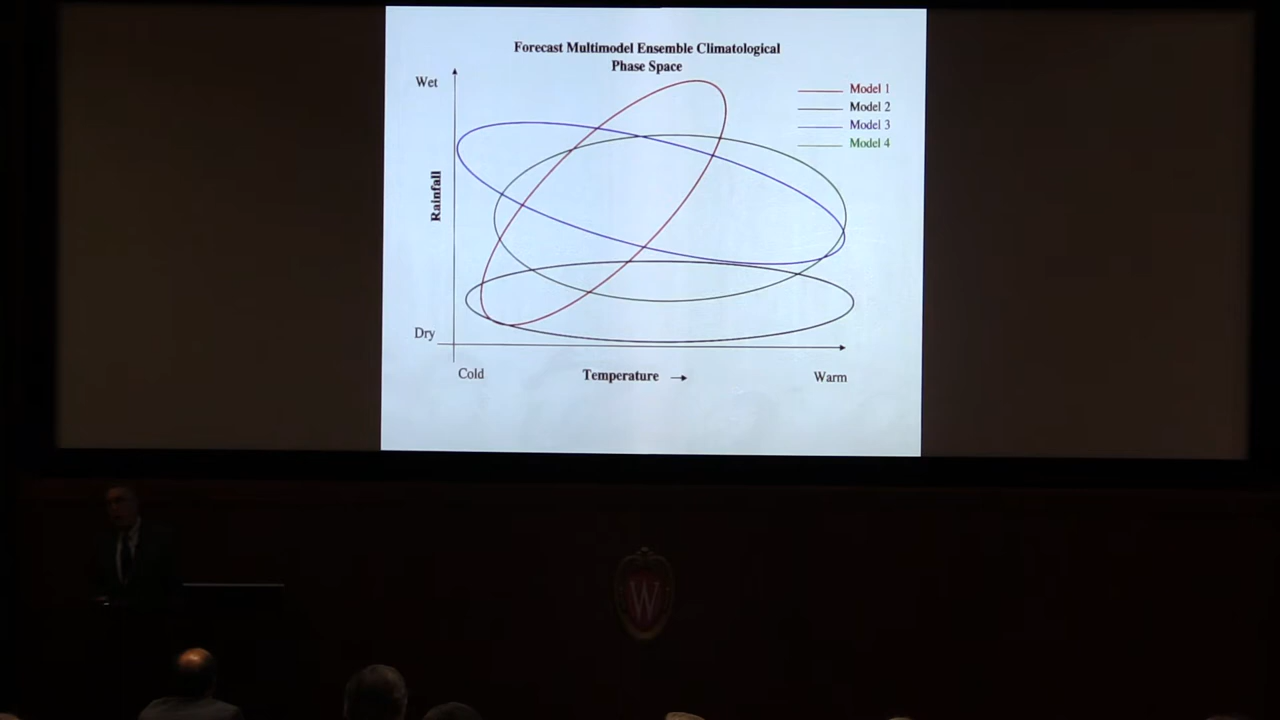 Forecast Multimodel Ensemble Climatological
Phase Space
Wet
Model 1
Model 2
Model 3
Model 4
Rainfall
Dry
Cold
Temperature →
Warm
W